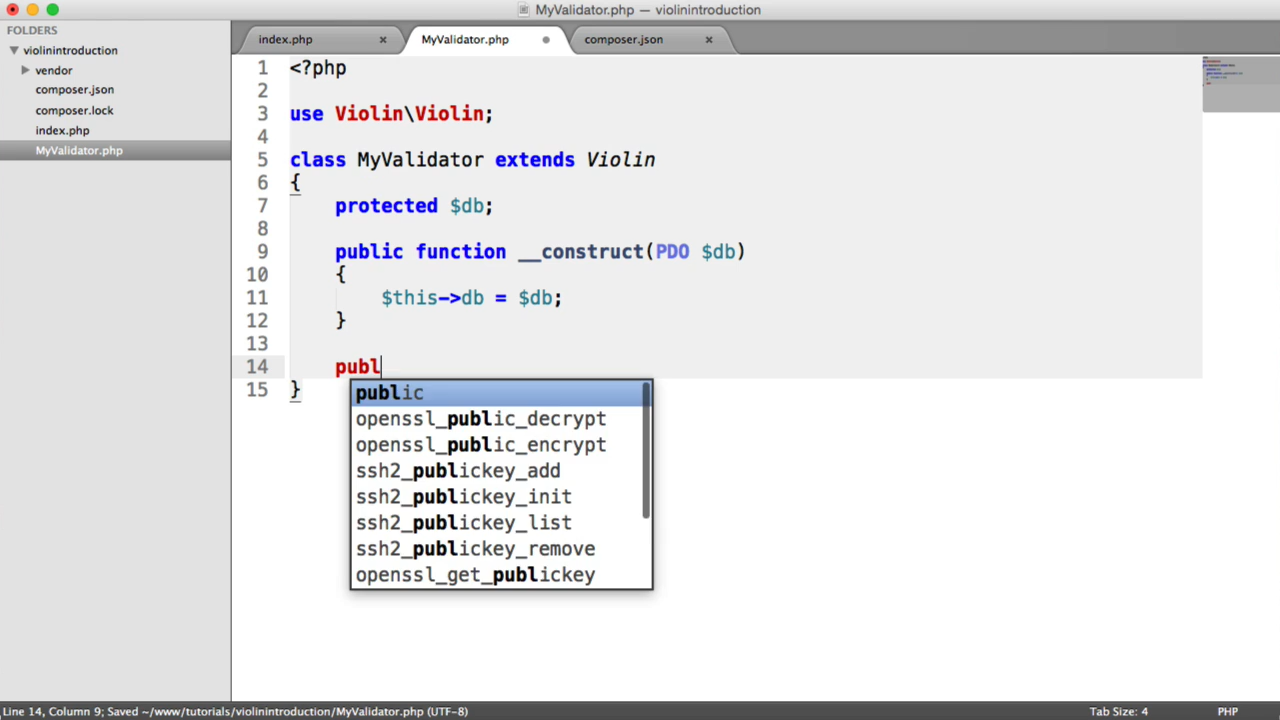 MyValidator.php — violinintroduction
FOLDERS
violinintroduction
vendor
composer.json
composer.lock
index.php
MyValidator.php
index.php × MyValidator.php composer.json ×
1 <?php
2
3 use Violin\Violin;
4
5 class MyValidator extends Violin
6 {
7 protected $db;
8
9 public function __construct(PDO $db)
10 {
11 $this->db = $db;
12 }
13
14 publ
15 }
public
openssl_public_decrypt
openssl_public_encrypt
ssh2_publickey_add
ssh2_publickey_init
ssh2_publickey_list
ssh2_publickey_remove
openssl_get_publickey
Line 14, Column 9; Saved ~/www/tutorials/violinintroduction/MyValidator.php (UTF-8) Tab Size: 4 PHP